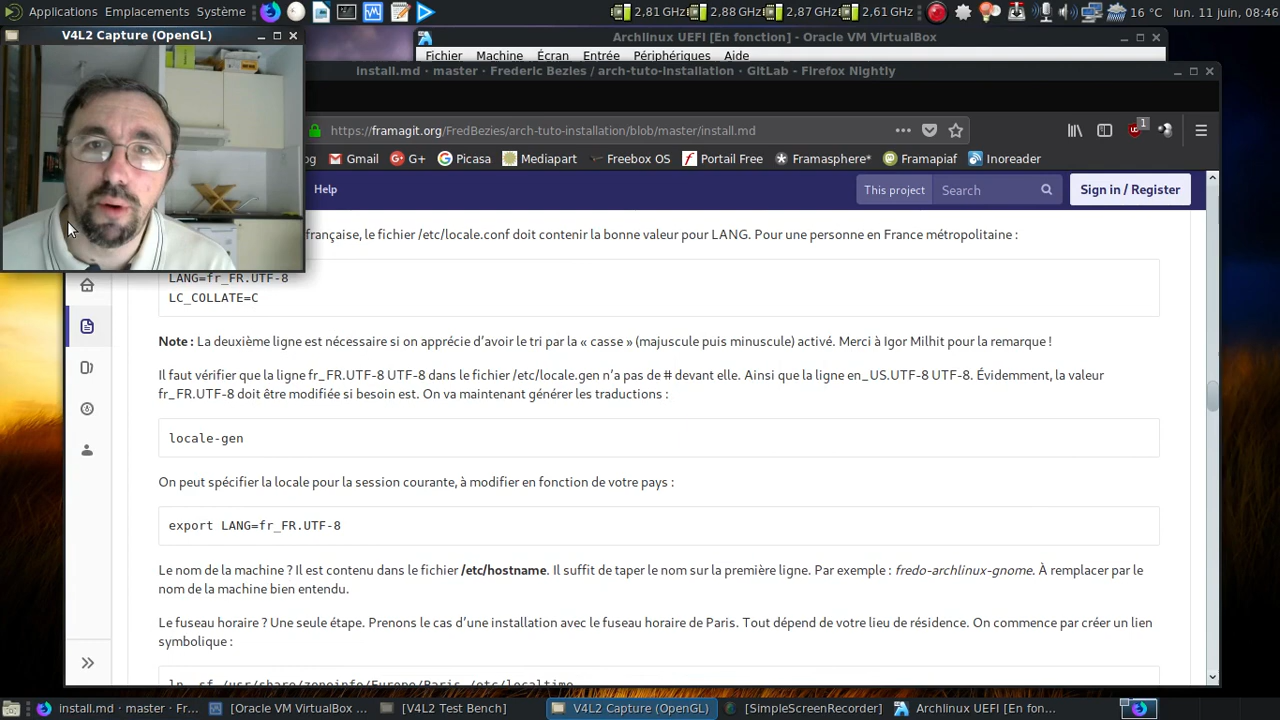 Applications Emplacements Système 2,81 GHz 2,89 GHz 2,61 GHz 16 °C lun. 11 juin, 08:46
V4L2 Capture (OpenGL)
Archlinux UEFI [En fonction] - Oracle VM VirtualBox
Fichier Machine Écran Entrée Périphériques Aide
install.md · master · Frederic Bezies / arch-tuto-installation · GitLab - Firefox Nightly
https://framagit.org/FredBezies/arch-tuto-installation/blob/master/install.md
1
Gmail G+ Picasa Mediapart Freebox OS Portail Free Framasphere* Framapiaf Inoreader
Help This project Search Sign in / Register
française, le fichier /etc/locale.conf doit contenir la bonne valeur pour LANG. Pour une personne en France métropolitaine :
LANG=fr_FR.UTF-8
LC_COLLATE=C
Note : La deuxième ligne est nécessaire si on apprécie d’avoir le tri par la « casse » (majuscule puis minuscule) activé. Merci à Igor Milhit pour la remarque !
Il faut vérifier que la ligne fr_FR.UTF-8 UTF-8 dans le fichier /etc/locale.gen n’a pas de # devant elle. Ainsi que la ligne en_US.UTF-8 UTF-8. Évidemment, la valeur
fr_FR.UTF-8 doit être modifiée si besoin est. On va maintenant générer les traductions :
locale-gen
On peut spécifier la locale pour la session courante, à modifier en fonction de votre pays :
export LANG=fr_FR.UTF-8
Le nom de la machine ? Il est contenu dans le fichier /etc/hostname. Il suffit de taper le nom sur la première ligne. Par exemple : fredo-archlinux-gnome. À remplacer par le
nom de la machine bien entendu.
Le fuseau horaire ? Une seule étape. Prenons le cas d’une installation avec le fuseau horaire de Paris. Tout dépend de votre lieu de résidence. On commence par créer un lien
symbolique :
ln -sf /usr/share/zoneinfo/Europe/Paris /etc/localtime
install.md · master · Fr... [Oracle VM VirtualBox ... [V4L2 Test Bench] V4L2 Capture (OpenGL) [SimpleScreenRecorder] Archlinux UEFI [En fon...